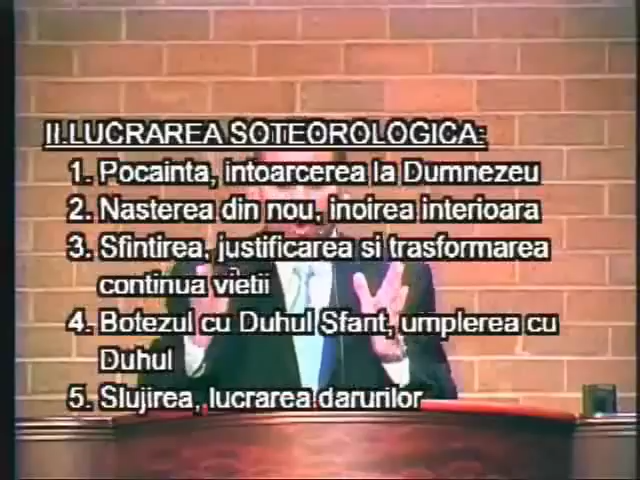 II.LUCRAREA SOTEOROLOGICA:
1. Pocainta, intoarcerea la Dumnezeu
2. Nasterea din nou, inoirea interioara
3. Sfintirea, justificarea si trasformarea
continua vietii
4. Botezul cu Duhul Sfant, umplerea cu
Duhul
5. Slujirea, lucrarea darurilor